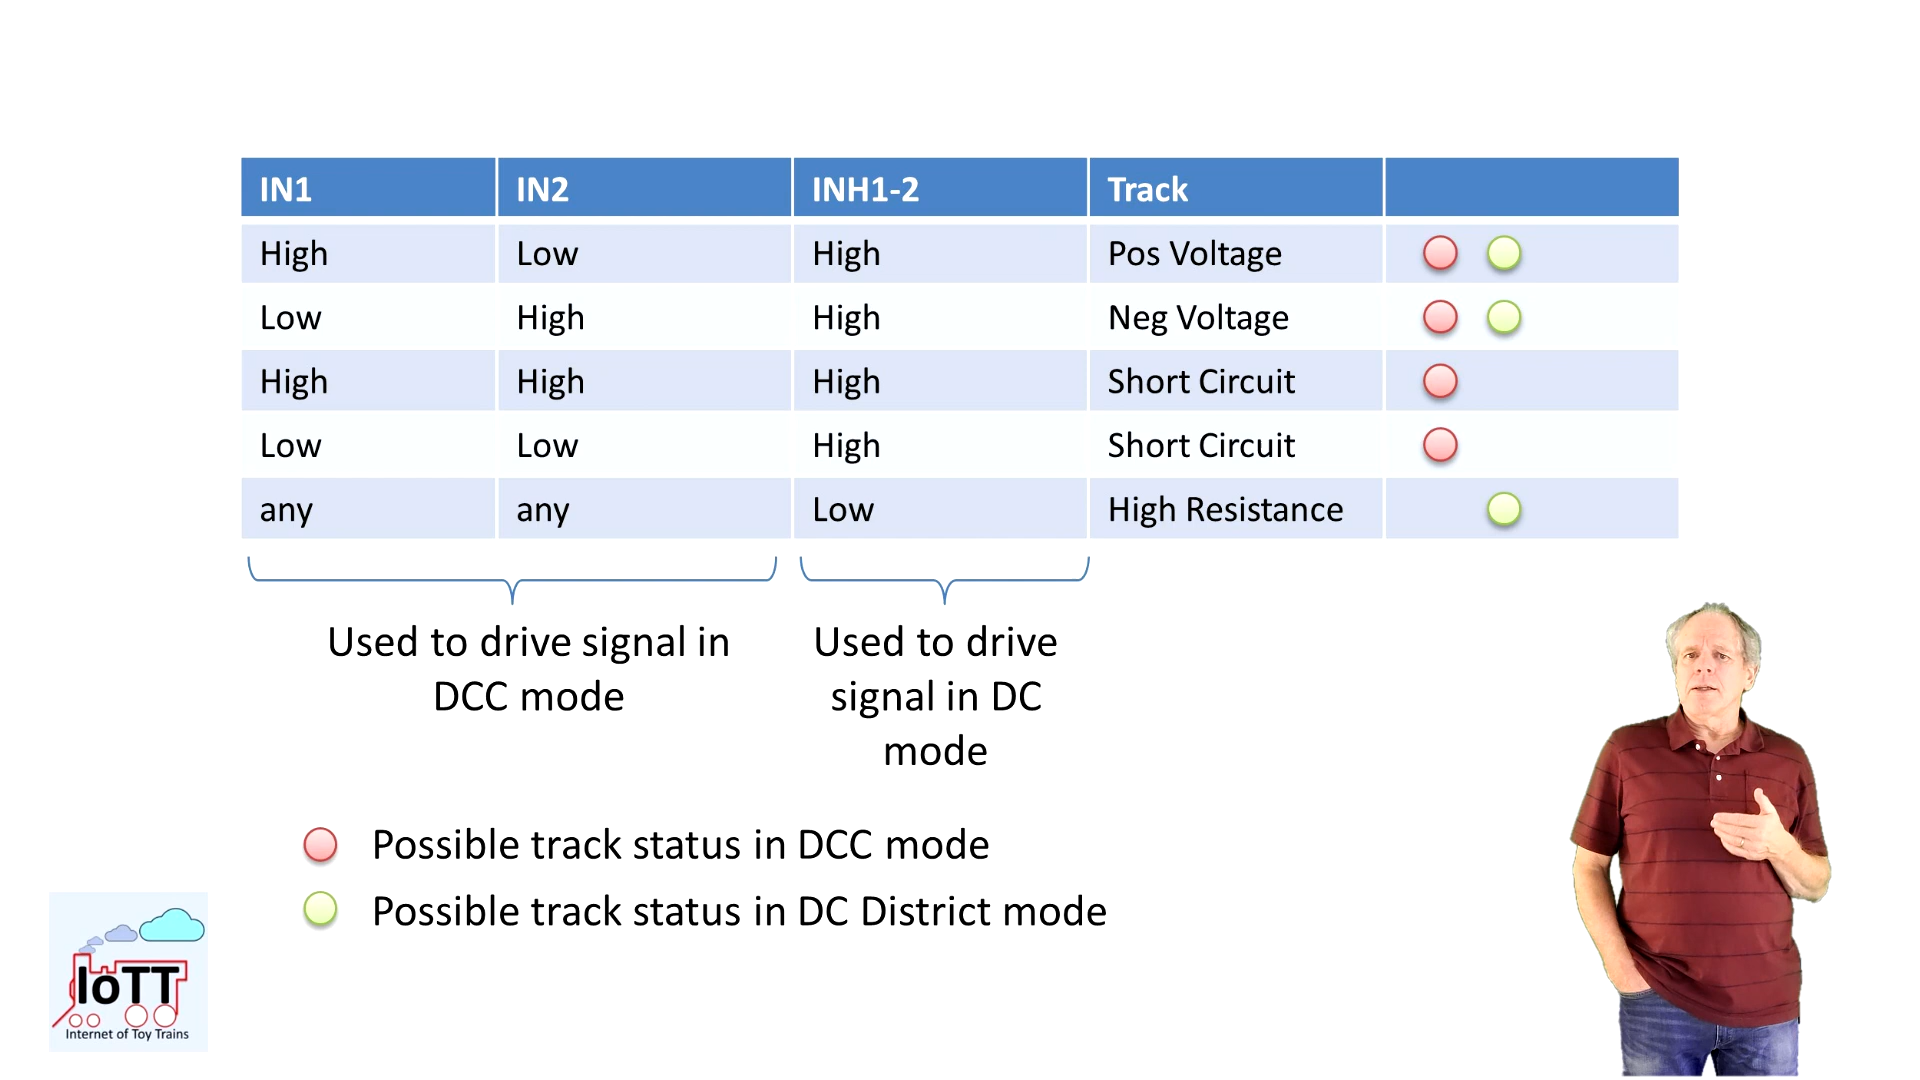 IN1 IN2 INH1-2 Track
High Low High Pos Voltage
Low High High Neg Voltage
High High High Short Circuit
Low Low High Short Circuit
any any Low High Resistance
Used to drive signal in
DCC mode
Used to drive
signal in DC
mode
Possible track status in DCC mode
Possible track status in DC District mode
IoTT
Internet of Toy Trains